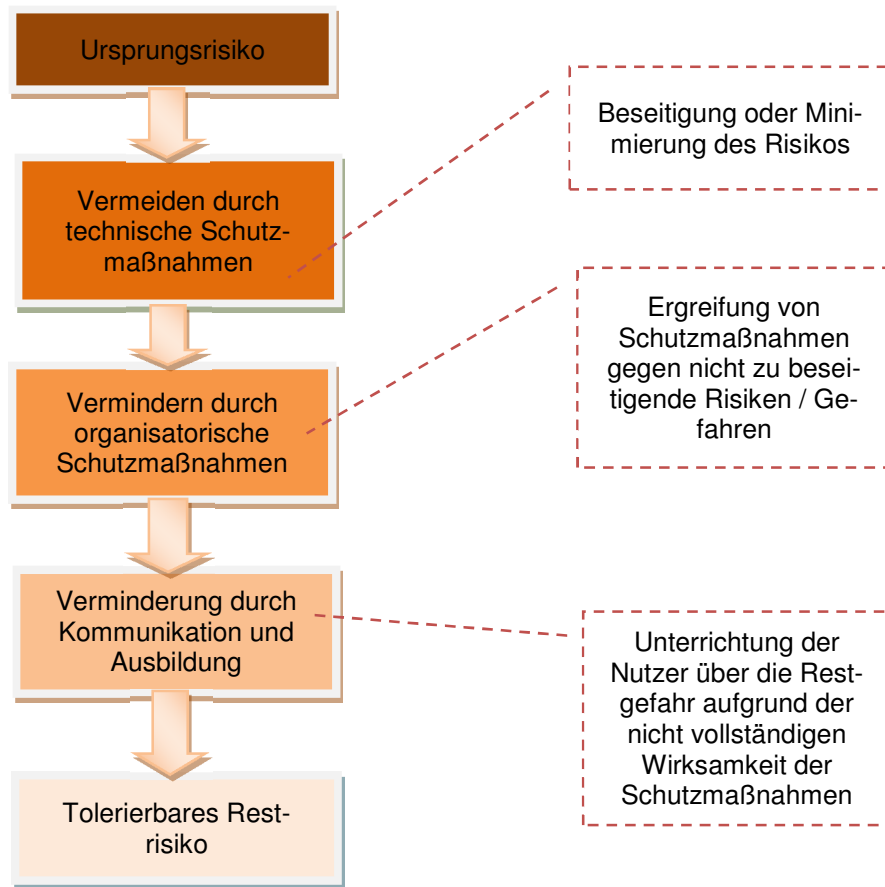 Ursprungsrisiko
Beseitigung oder Mini-
mierung des Risikos
Vermeiden durch
technische Schutz-
maßnahmen
Ergreifung von
Schutzmaßnahmen
gegen nicht zu besei-
tigende Risiken / Ge-
fahren
Vermindern durch
organisatorische
Schutzmaßnahmen
Verminderung durch
Kommunikation und
Ausbildung
Unterrichtung der
Nutzer über die Rest-
gefahr aufgrund der
nicht vollständigen
Wirksamkeit der
Schutzmaßnahmen
Tolerierbares Rest-
risiko